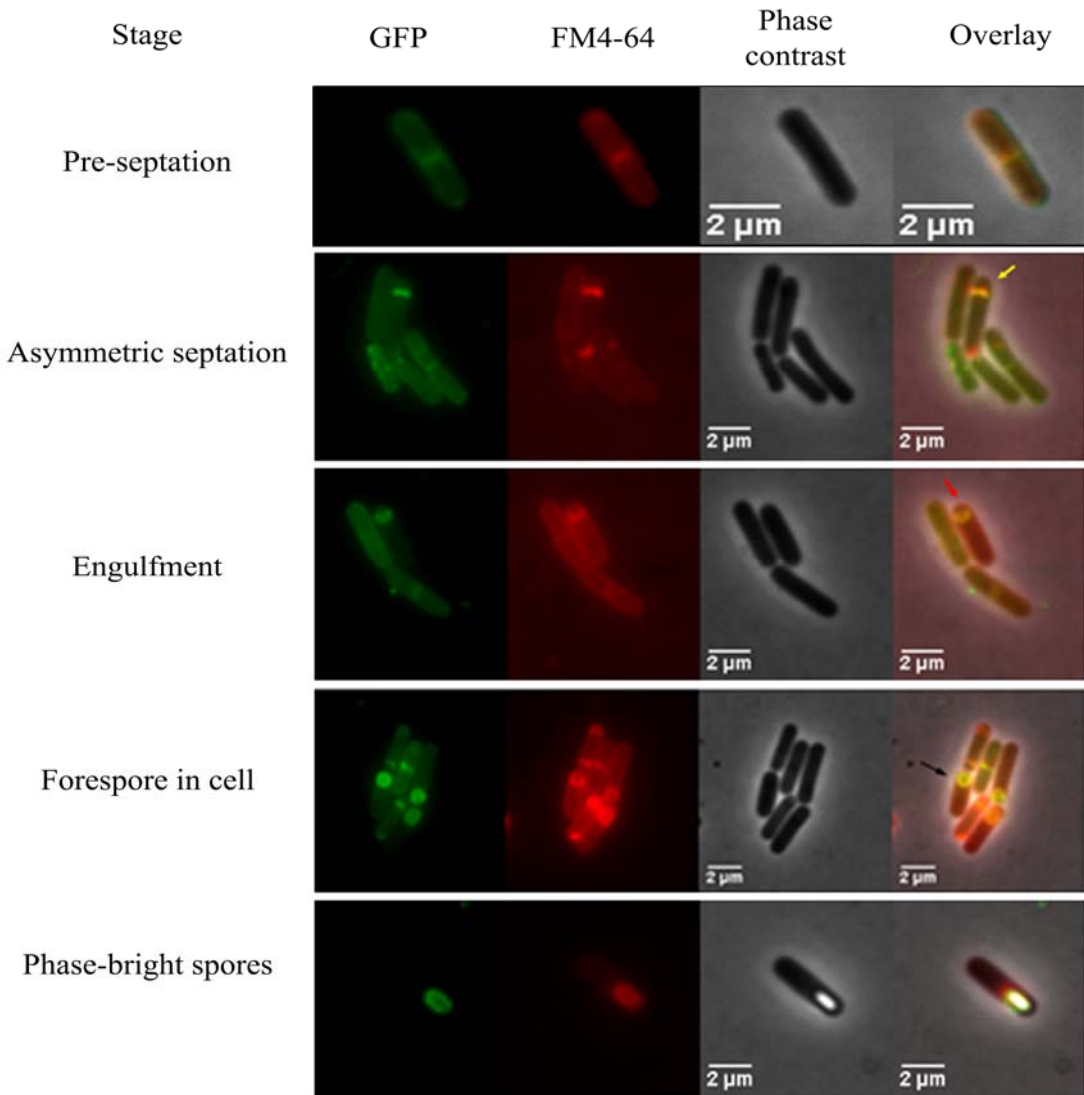 Stage
GFP
FM4-64
Phase
contrast
Overlay
Pre-septation
2 µm
2 µm
Asymmetric septation
2 µm
2 µm
Engulfment
2 µm
2 µm
Forespore in cell
2 µm
2 µm
Phase-bright spores
2 µm
2 µm